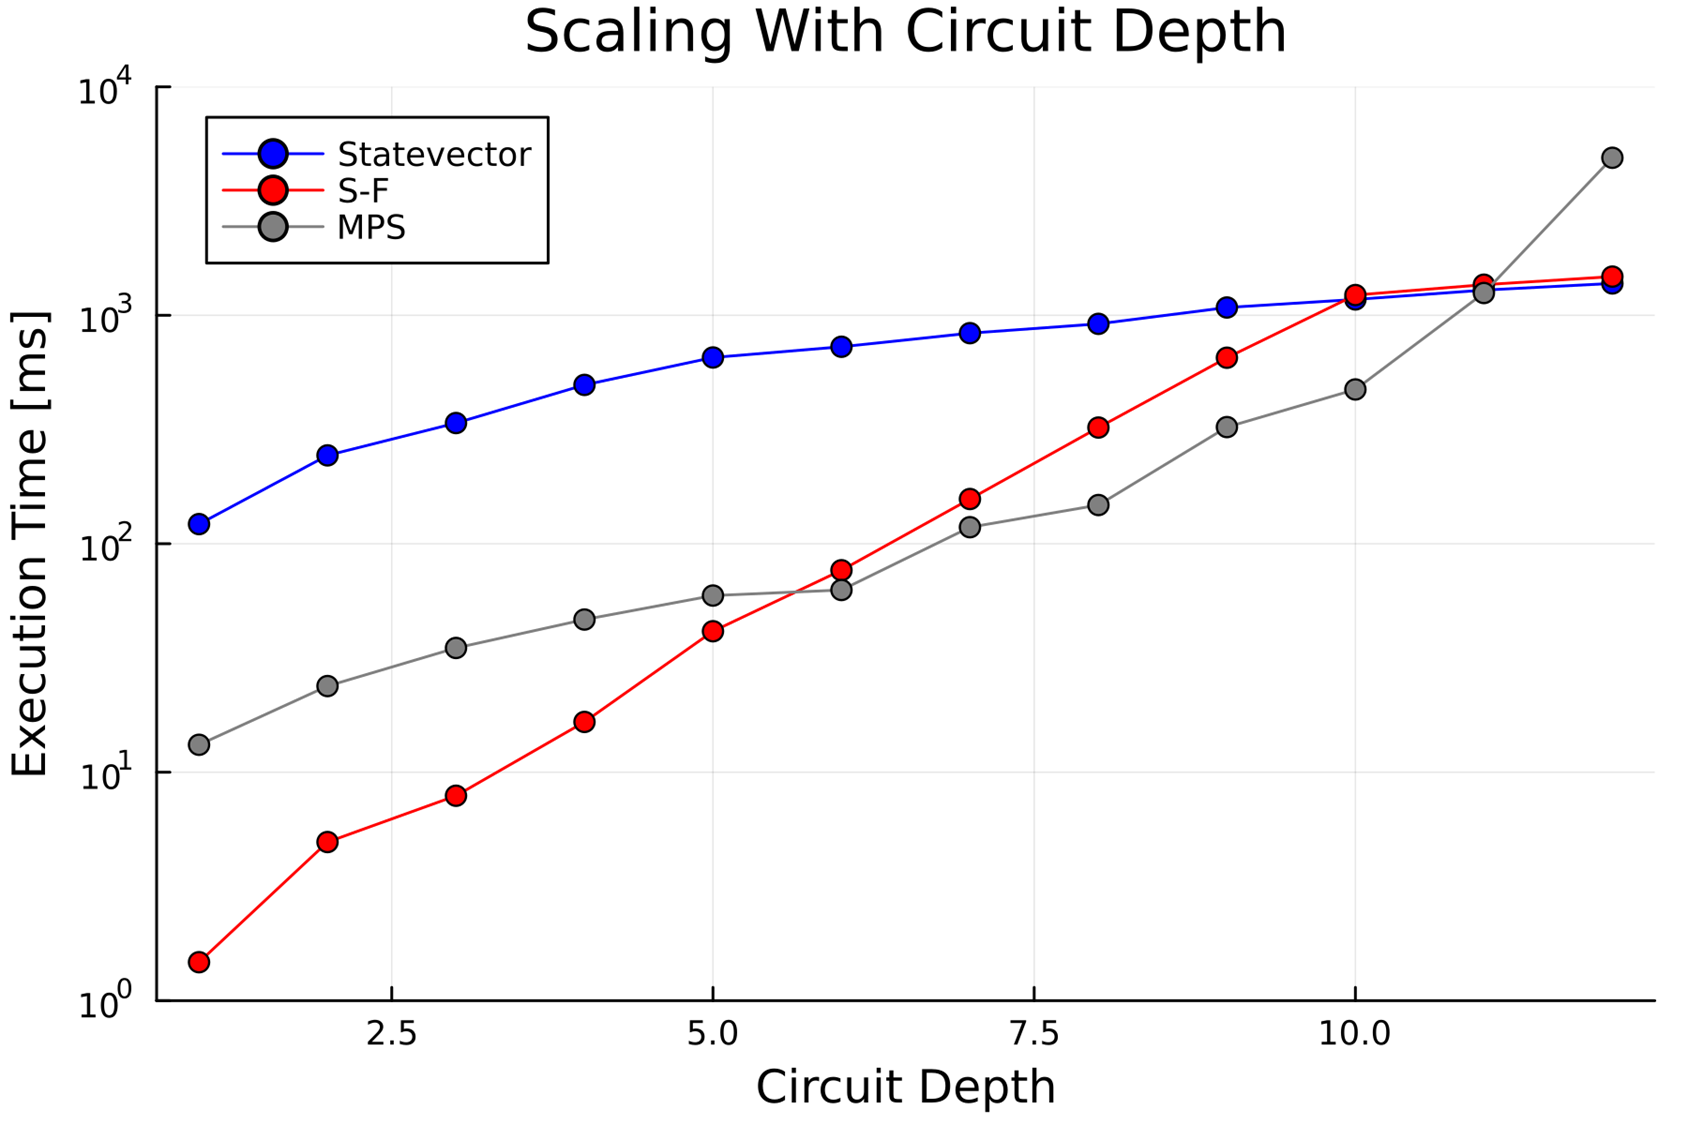 Scaling With Circuit Depth
10^4
10^3
10^2
10^1
10^0
Execution Time [ms]
Statevector
S-F
MPS
2.5 5.0 7.5 10.0
Circuit Depth